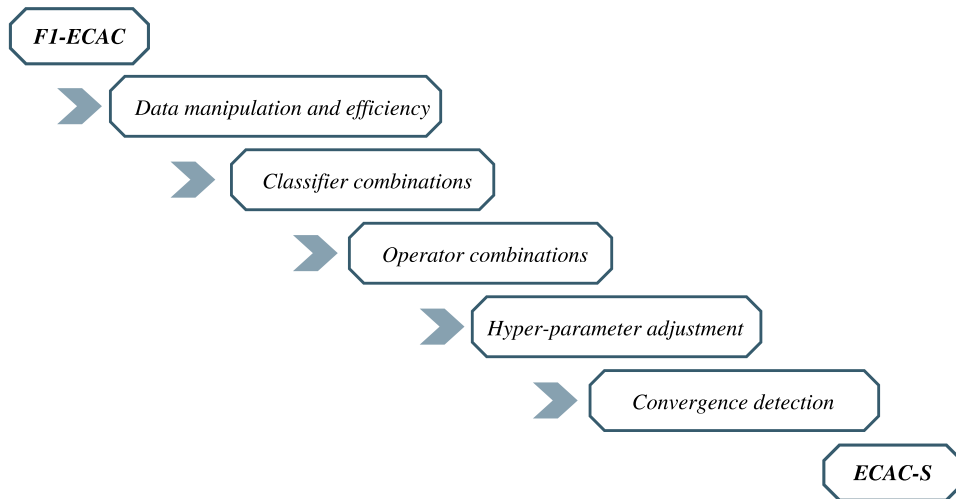 F1-ECAC
Data manipulation and efficiency
Classifier combinations
Operator combinations
Hyper-parameter adjustment
Convergence detection
ECAC-S